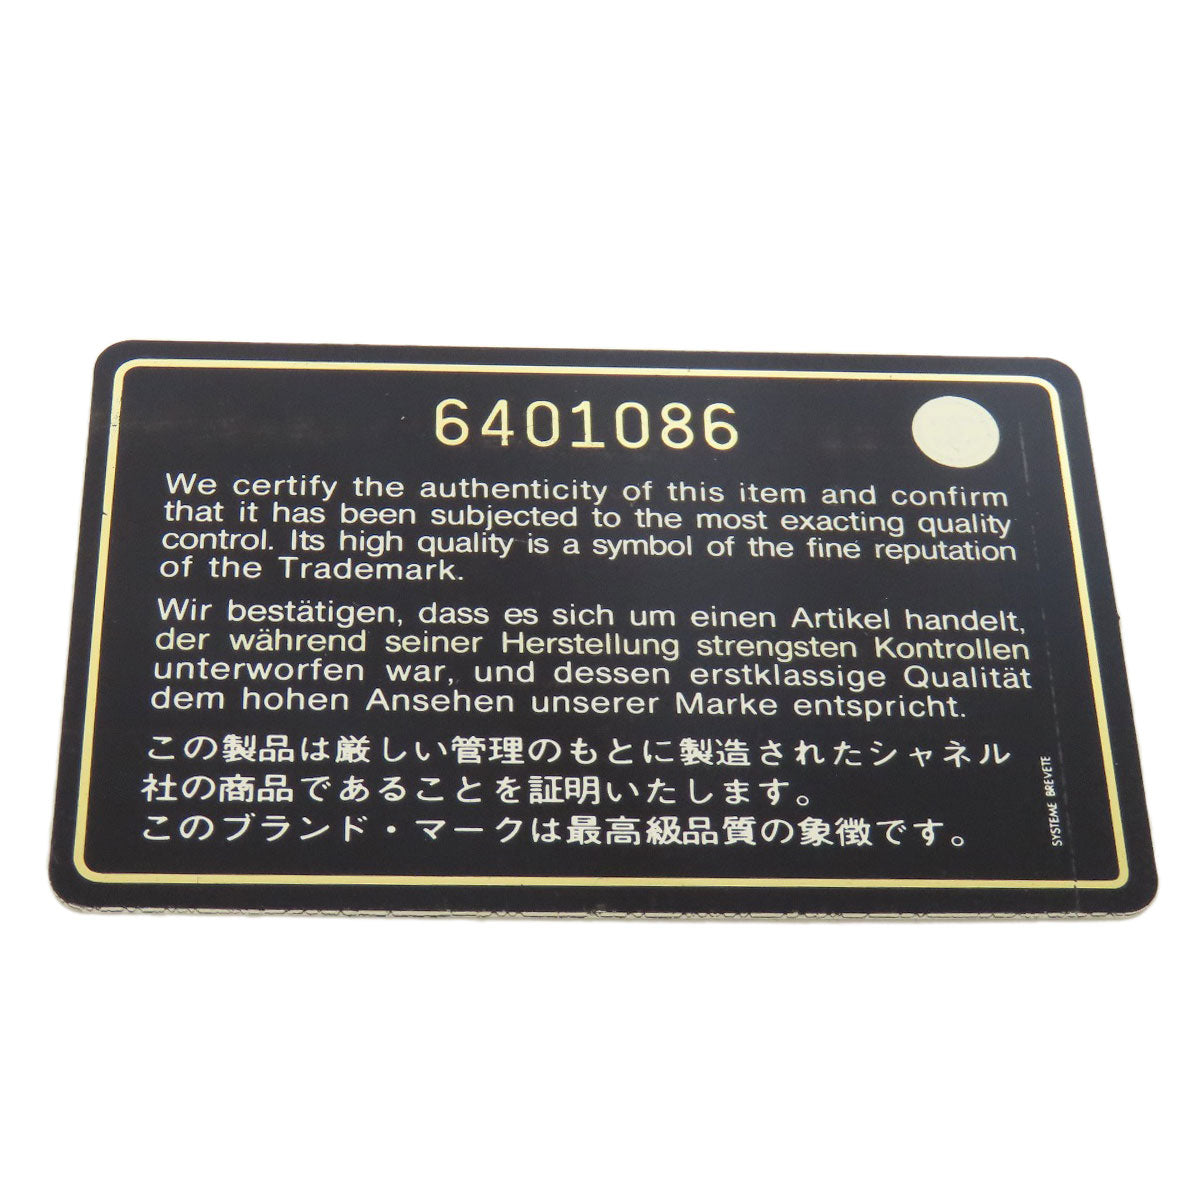 6401086
We certify the authenticity of this item and confirm
that it has been subjected to the most exacting quality
control. Its high quality is a symbol of the fine reputation
of the Trademark.
Wir bestätigen, dass es sich um einen Artikel handelt,
der während seiner Herstellung strengsten Kontrollen
unterworfen war, und dessen erstklassige Qualität
dem hohen Ansehen unserer Marke entspricht.
この製品は厳しい管理のもとに製造されたシャネル
社の商品であることを証明いたします。
このブランド・マークは最高級品質の象徴です。
SYSTEME BREVETE